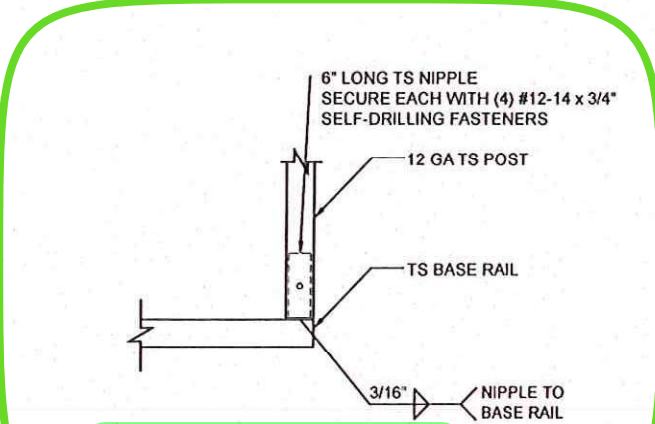 6" LONG TS NIPPLE
SECURE EACH WITH (4) #12-14 x 3/4"
SELF-DRILLING FASTENERS
12 GA TS POST
TS BASE RAIL
3/16"
NIPPLE TO
BASE RAIL